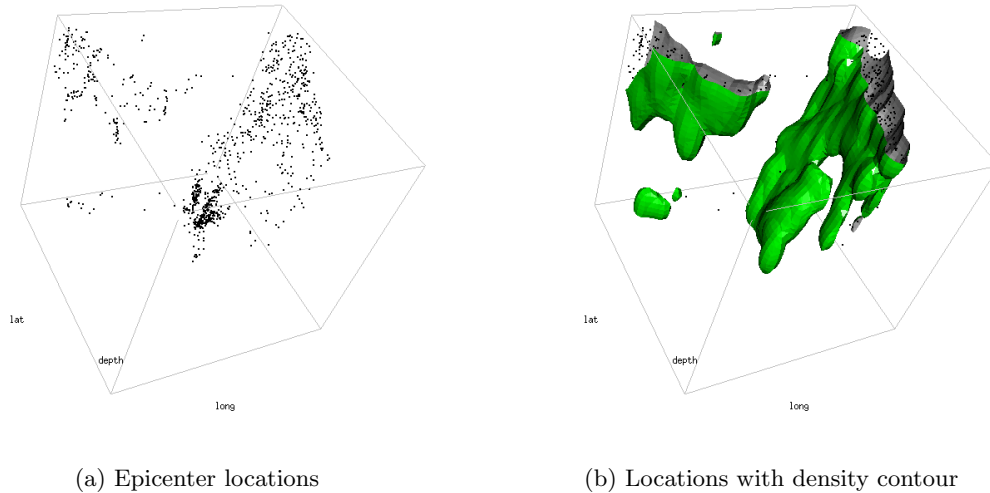 lat
depth
long
lat
depth
long
(a) Epicenter locations
(b) Locations with density contour